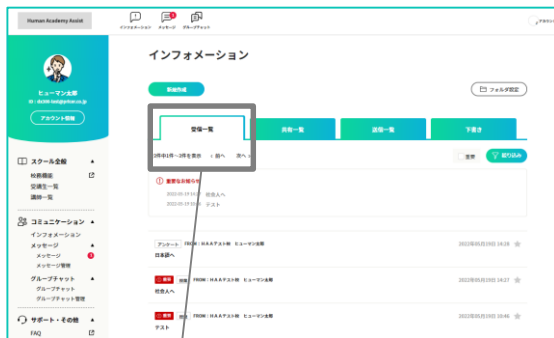 Human Academy Assist
インフォメーション
メッセージ
グループチャット
インフォメーション
ヒューマン太郎
アカウント情報
新規作成
フォルダ設定
受信一覧
共有一覧
送信一覧
下書き
3件中1件~3件を表示
前へ
次へ
重要
絞り込み
重要なお知らせ
2022-05-19 14:27 社会人へ
テスト
スクール全般
校務機能
受講生一覧
講師一覧
コミュニケーション
インフォメーション
メッセージ
メッセージ
メッセージ管理
グループチャット
グループチャット
グループチャット管理
サポート・その他
FAQ
アンケート FROM:HAAテスト校 ヒューマン太郎
2022年05月19日 14:28
日本語へ
重要 FROM:HAAテスト校 ヒューマン太郎
2022年05月19日 14:27
社会人へ
重要 FROM:HAAテスト校 ヒューマン太郎
2022年05月19日 10:46
テスト